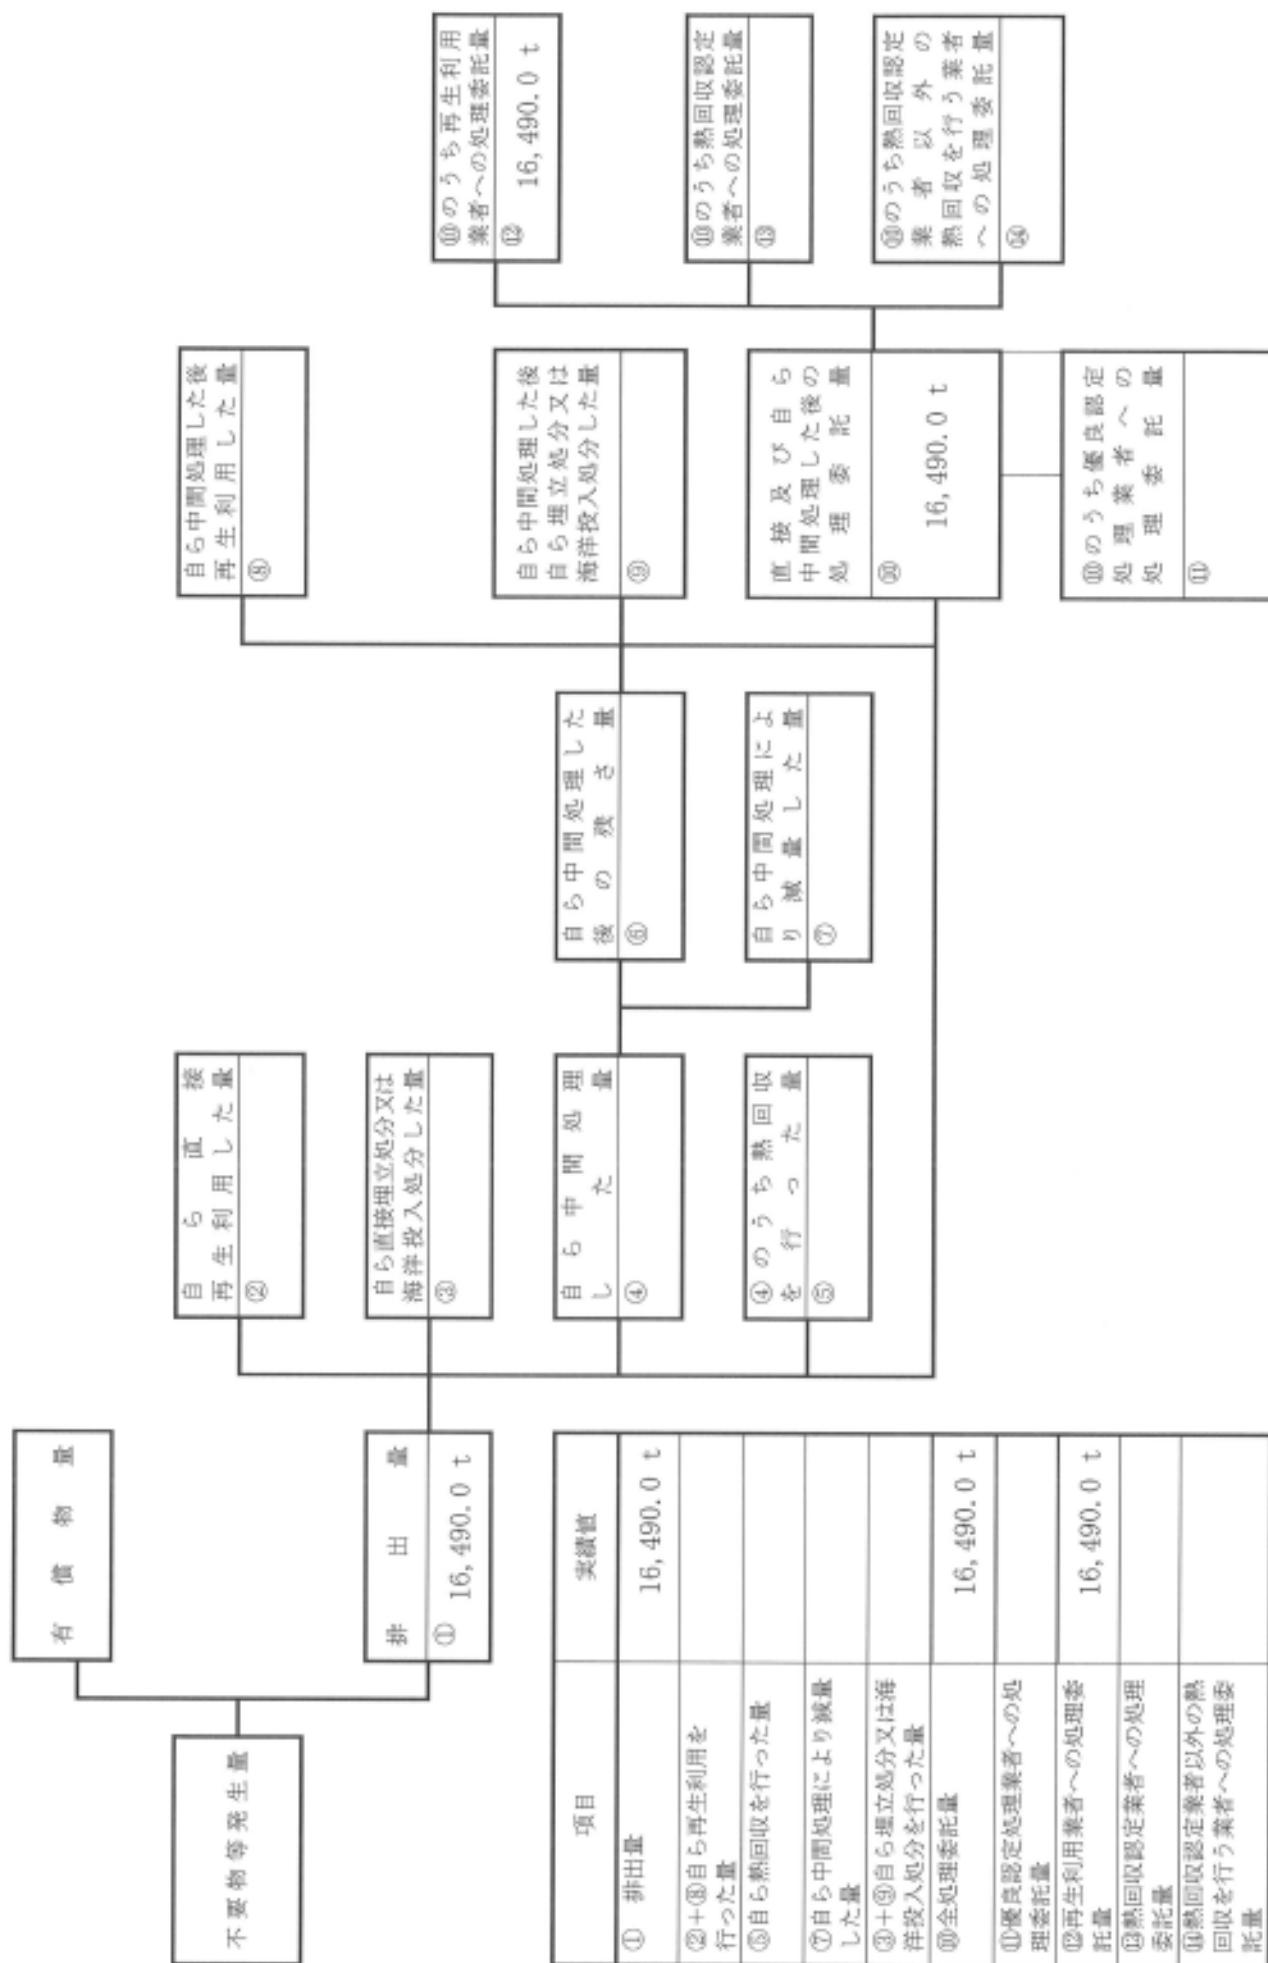 不要物等発生量
有償物量
排出量
① 16,490.0 t
自ら直接
再生利用した量
②
自ら直接埋立処分又は
海洋投入処分した量
③
自ら中間処理
した量
④
④のうち熱回収
を行った量
⑤
自ら中間処理した
後の残さ量
⑥
自ら中間処理によ
り減量した量
⑦
自ら中間処理した後
再生利用した量
⑧
自ら中間処理した後
自ら埋立処分又は
海洋投入処分した量
⑨
直接及び自ら
中間処理した後の
処理委託量
⑩ 16,490.0 t
⑩のうち優良認定
処理業者への
処理委託量
⑪
⑩のうち再生利用
業者への処理委託量
⑫ 16,490.0 t
⑩のうち熱回収認定
業者への処理委託量
⑬
⑩のうち熱回収認定
業者以外の
熱回収を行う業者
への処理委託量
⑭
項目 実績値
① 排出量 16,490.0 t
②+⑧自ら再生利用を
行った量
⑤自ら熱回収を行った量
⑦自ら中間処理により減量
した量
③+⑨自ら埋立処分又は海
洋投入処分を行った量
⑩全処理委託量 16,490.0 t
⑪優良認定処理業者への処
理委託量
⑫再生利用業者への処理委
託量 16,490.0 t
⑬熱回収認定業者への処理
委託量
⑭熱回収認定業者以外の熱
回収を行う業者への処理委
託量